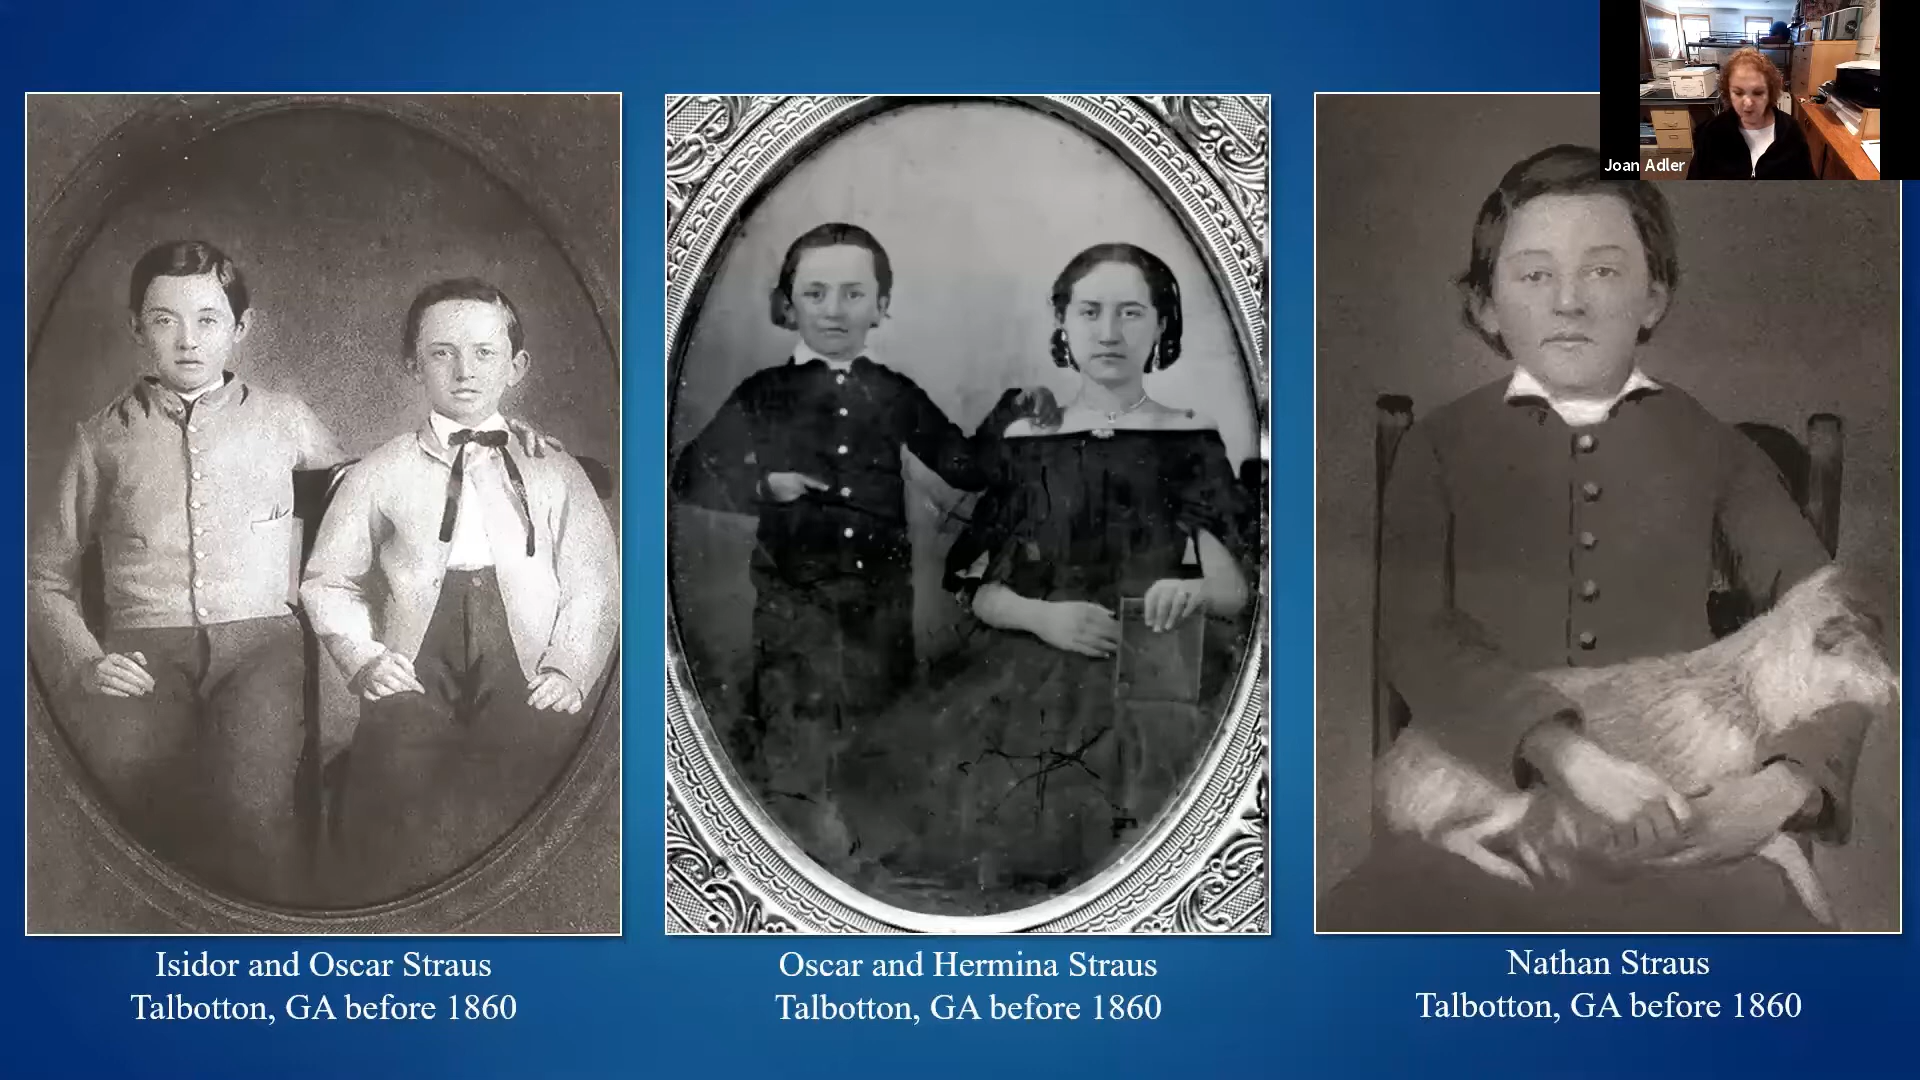 Joan Adler
Isidor and Oscar Straus
Talbotton, GA before 1860
Oscar and Hermina Straus
Talbotton, GA before 1860
Nathan Straus
Talbotton, GA before 1860